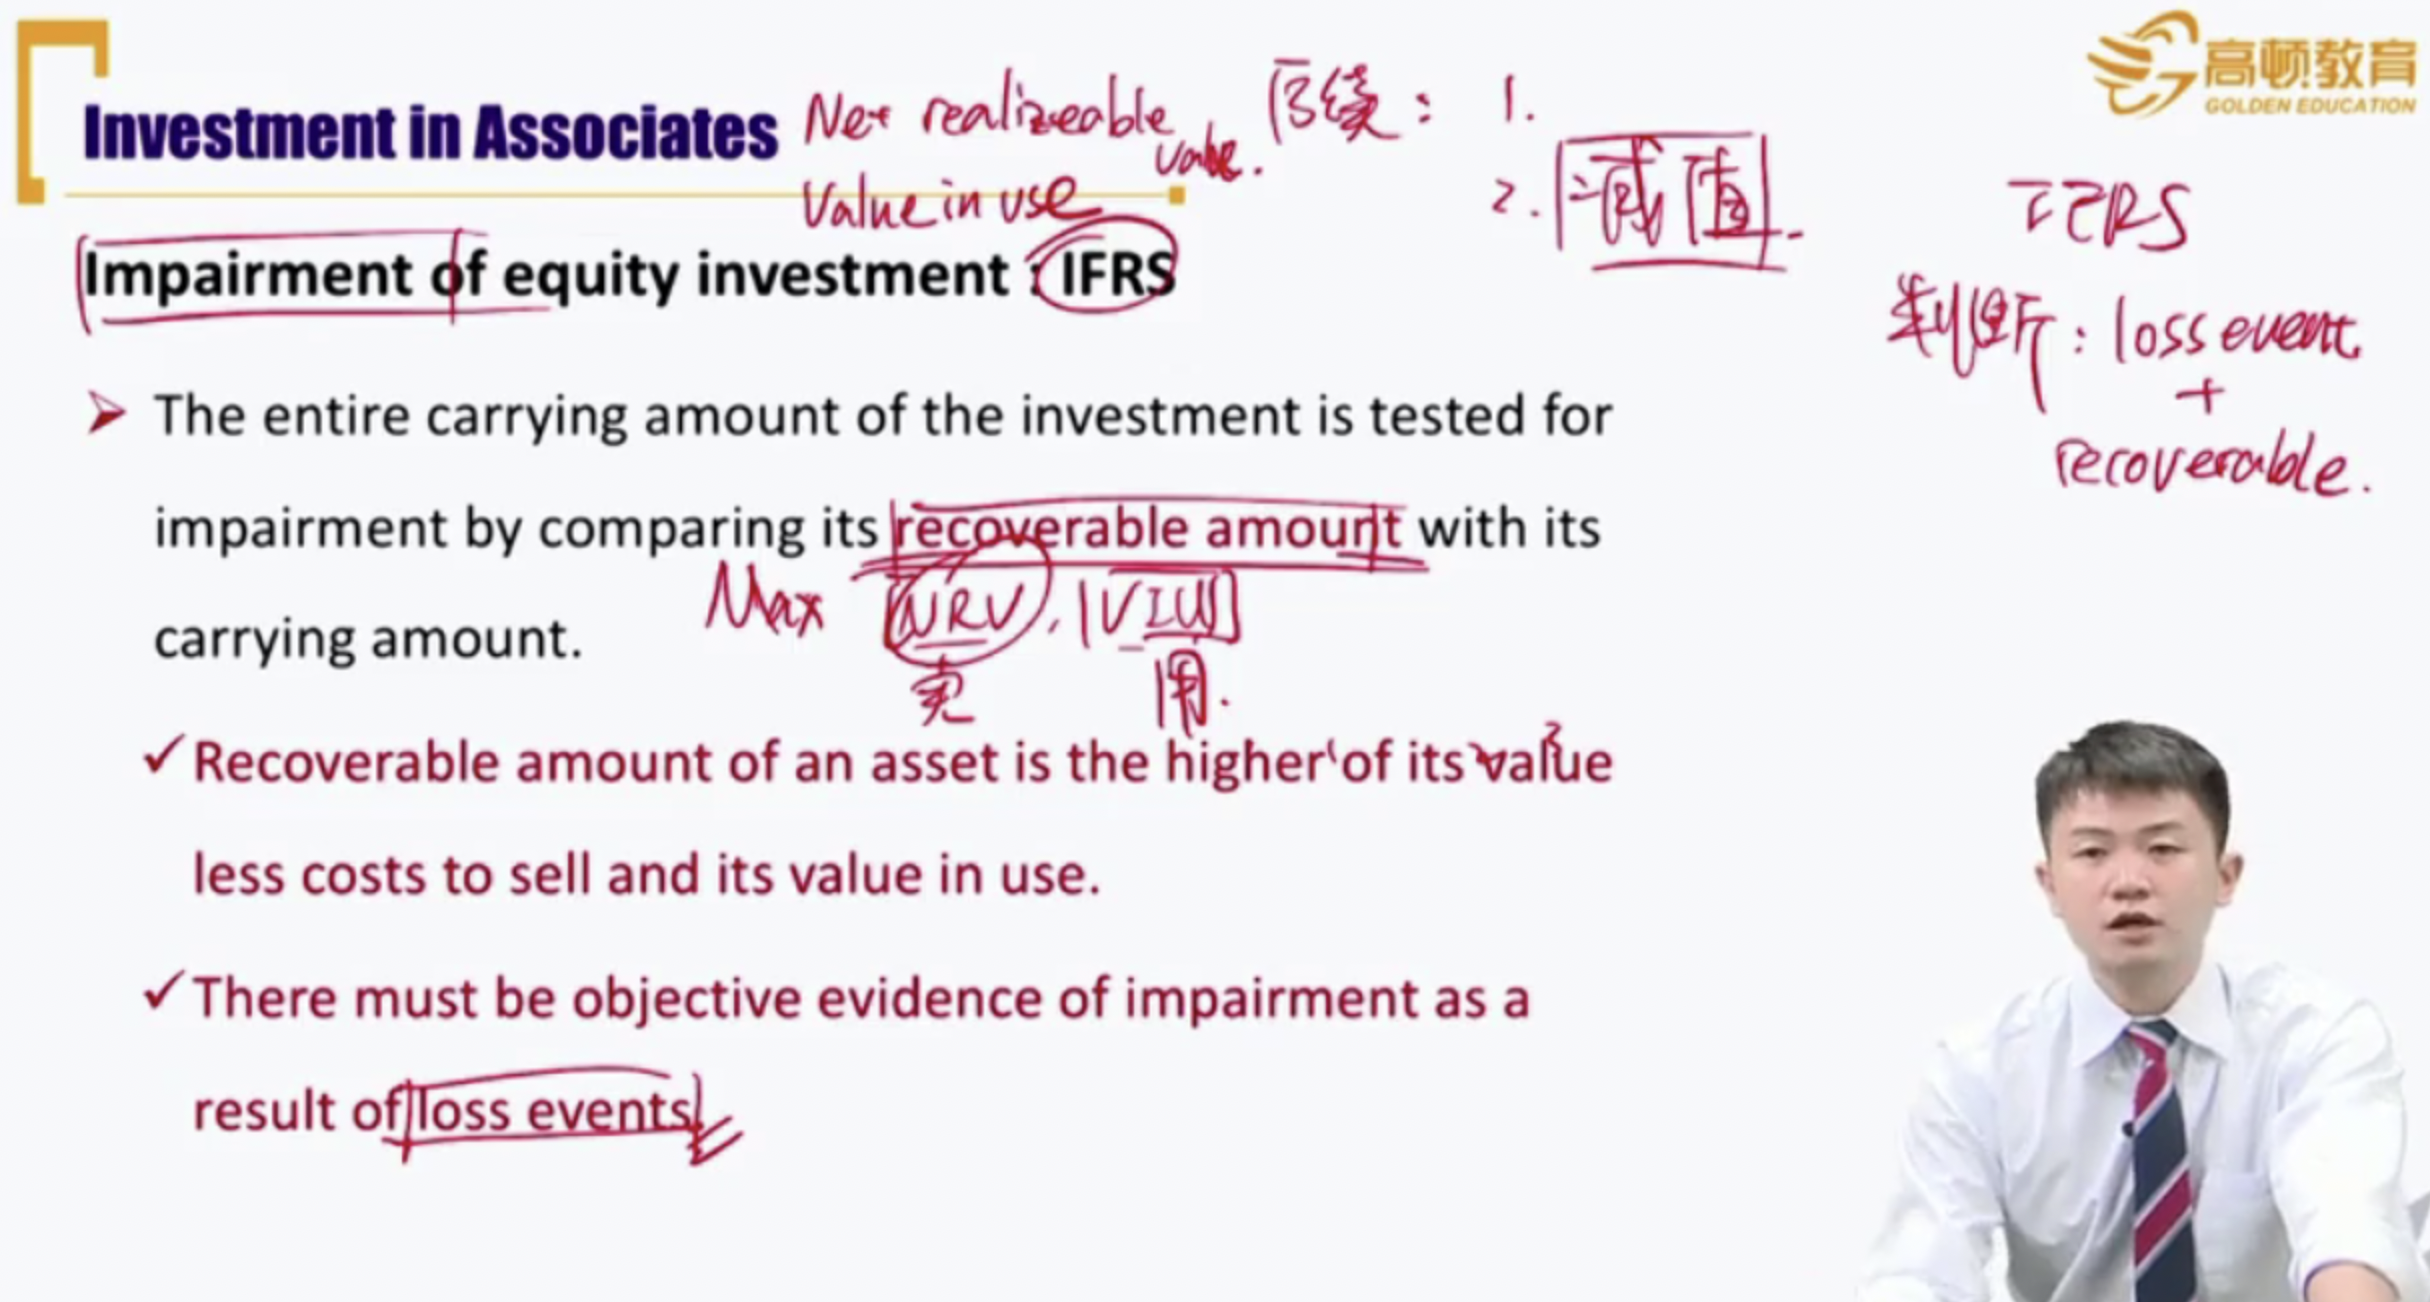 高顿教育
GOLDEN EDUCATION
Investment in Associates
Net realizeable value.
Value in use
后续: 1.
2. 减值.
IFRS
判断: loss event
+
recoverable.
Impairment of equity investment : IFRS
The entire carrying amount of the investment is tested for
impairment by comparing its recoverable amount with its
Max NRV, VIU
carrying amount.
卖 用.
Recoverable amount of an asset is the higher of its value
less costs to sell and its value in use.
There must be objective evidence of impairment as a
result of loss events.